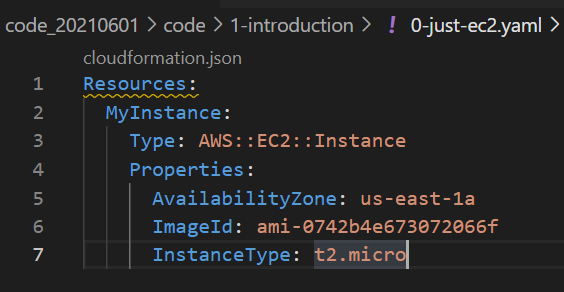 code_20210601 > code > 1-introduction > ! 0-just-ec2.yaml >
cloudformation.json
1 Resources:
2 MyInstance:
3 Type: AWS::EC2::Instance
4 Properties:
5 AvailabilityZone: us-east-1a
6 ImageId: ami-0742b4e673072066f
7 InstanceType: t2.micro